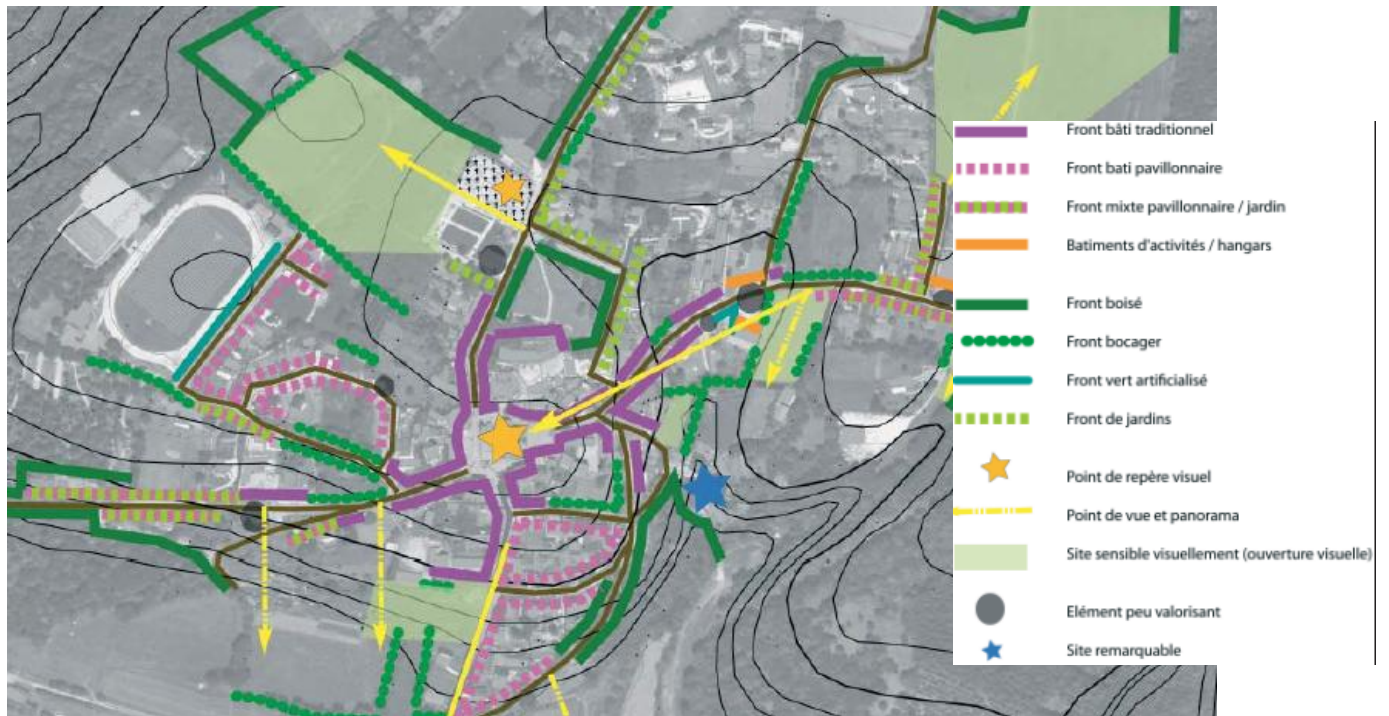 Front bâti traditionnel
Front bati pavillonnaire
Front mixte pavillonnaire / jardin
Batiments d'activités / hangars
Front boisé
Front bocager
Front vert artificialisé
Front de jardins
Point de repère visuel
Point de vue et panorama
Site sensible visuellement (ouverture visuelle)
Elément peu valorisant
Site remarquable